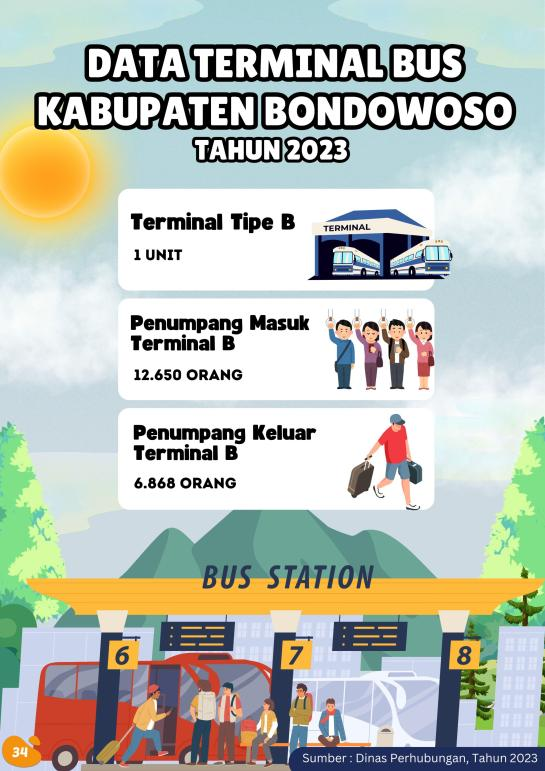 DATA TERMINAL BUS
KABUPATEN BONDOWOSO
TAHUN 2023
Terminal Tipe B
1 UNIT
TERMINAL
Penumpang Masuk
Terminal B
12.650 ORANG
Penumpang Keluar
Terminal B
6.868 ORANG
BUS STATION
6
7
8
34
Sumber : Dinas Perhubungan, Tahun 2023